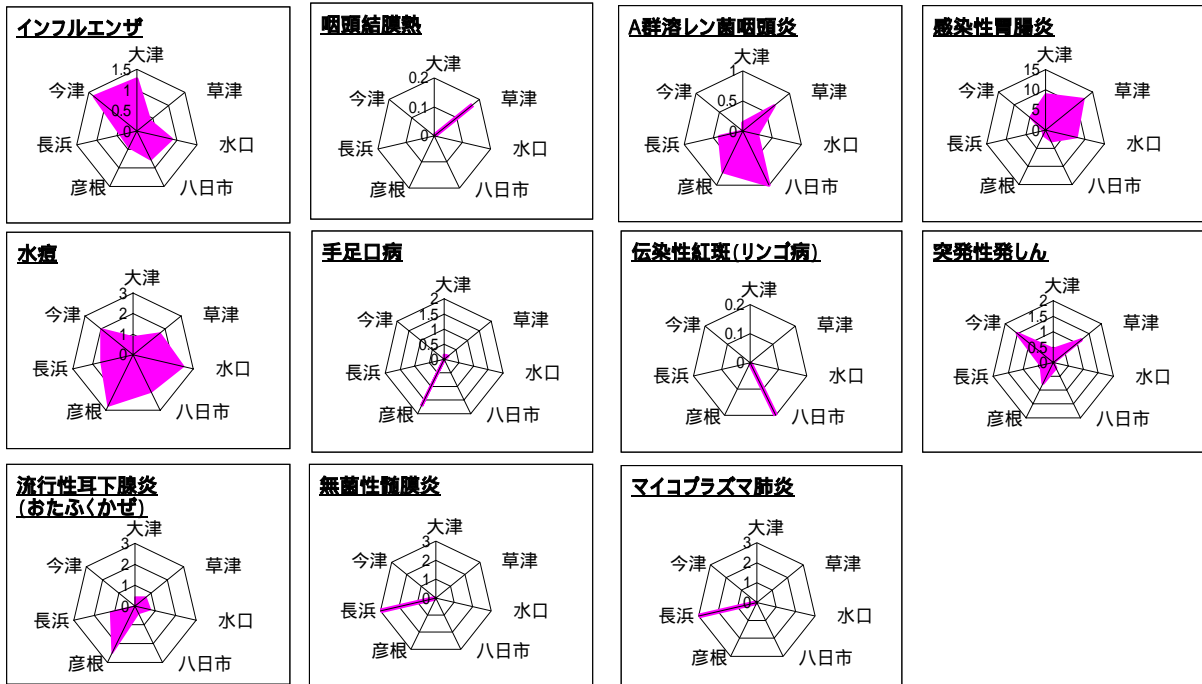 インフルエンザ
大津
草津
水口
八日市
彦根
長浜
今津
1.5
1
0.5
0
咽頭結膜熱
大津
草津
水口
八日市
彦根
長浜
今津
0.2
0.1
0
A群溶レン菌咽頭炎
大津
草津
水口
八日市
彦根
長浜
今津
1
0.5
0
感染性胃腸炎
大津
草津
水口
八日市
彦根
長浜
今津
15
10
5
0
水痘
大津
草津
水口
八日市
彦根
長浜
今津
3
2
1
0
手足口病
大津
草津
水口
八日市
彦根
長浜
今津
2
1.5
1
0.5
0
伝染性紅斑(リンゴ病)
大津
草津
水口
八日市
彦根
長浜
今津
0.2
0.1
0
突発性発しん
大津
草津
水口
八日市
彦根
長浜
今津
2
1.5
1
0.5
0
流行性耳下腺炎
(おたふくかぜ)
大津
草津
水口
八日市
彦根
長浜
今津
3
2
1
0
無菌性髄膜炎
大津
草津
水口
八日市
彦根
長浜
今津
3
2
1
0
マイコプラズマ肺炎
大津
草津
水口
八日市
彦根
長浜
今津
3
2
1
0